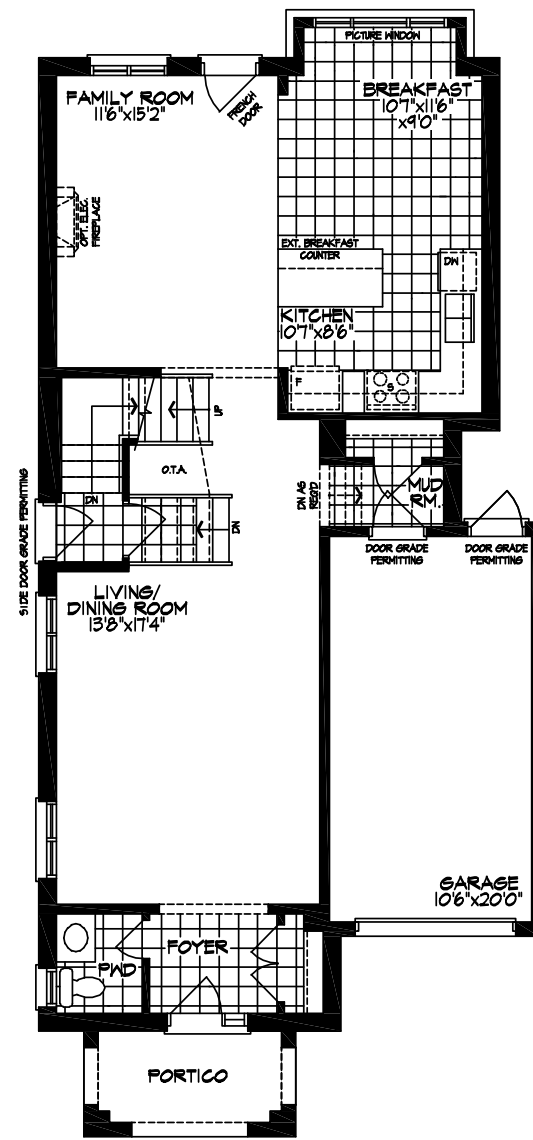 PICTURE WINDOW
FAMILY ROOM
11'6"x15'2"
FRENCH
DOOR
BREAKFAST
10'7"x11'6"
x9'0"
OPT. ELEC.
FIREPLACE
EXT. BREAKFAST
COUNTER
DW
KITCHEN
10'7"x8'6"
F
S
UP
O.T.A.
DN
DN
DN AS
REQ'D
MUD
RM.
SIDE DOOR GRADE PERMITTING
DOOR GRADE
PERMITTING
DOOR GRADE
PERMITTING
LIVING/
DINING ROOM
13'8"x17'4"
GARAGE
10'6"x20'0"
FOYER
PWD
PORTICO